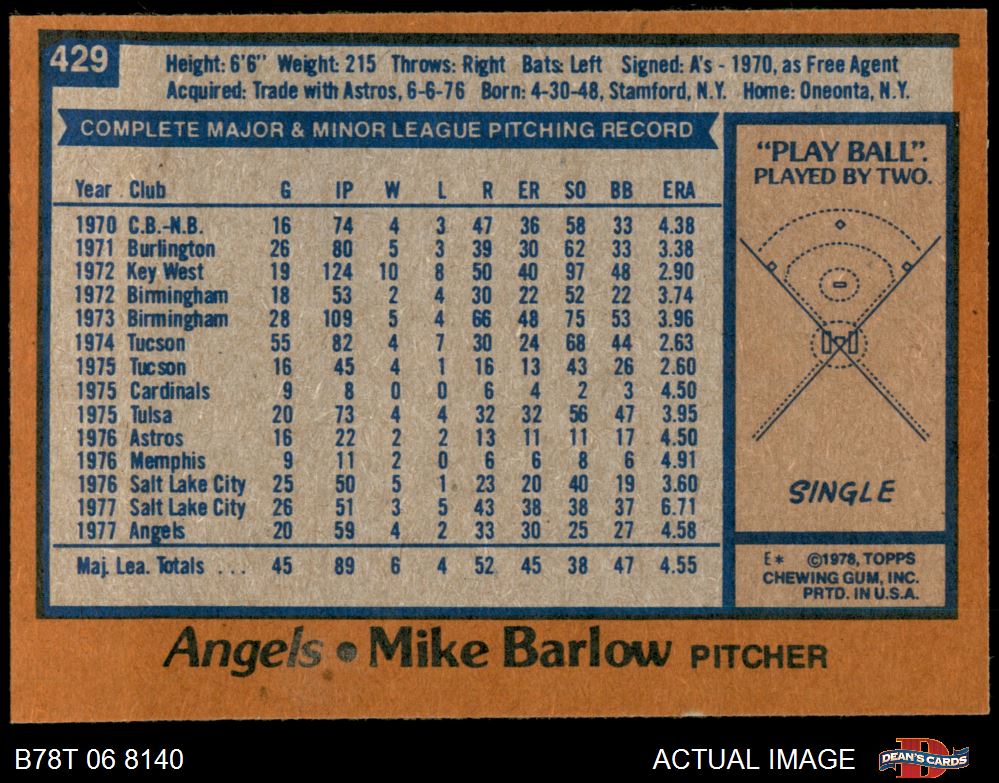 429
Height: 6'6" Weight: 215 Throws: Right Bats: Left Signed: A's - 1970, as Free Agent
Acquired: Trade with Astros, 6-6-76 Born: 4-30-48, Stamford, N.Y. Home: Oneonta, N.Y.
COMPLETE MAJOR & MINOR LEAGUE PITCHING RECORD
Year Club G IP W L R ER SO BB ERA
1970 C.B.-N.B. 16 74 4 3 47 36 58 33 4.38
1971 Burlington 26 80 5 3 39 30 62 33 3.38
1972 Key West 19 124 10 8 50 40 97 48 2.90
1972 Birmingham 18 53 2 4 30 22 52 22 3.74
1973 Birmingham 28 109 5 4 66 48 75 53 3.96
1974 Tucson 55 82 4 7 30 24 68 44 2.63
1975 Tucson 16 45 4 1 16 13 43 26 2.60
1975 Cardinals 9 8 0 0 6 4 2 3 4.50
1975 Tulsa 20 73 4 4 32 32 56 47 3.95
1976 Astros 16 22 2 2 13 11 11 17 4.50
1976 Memphis 9 11 2 0 6 6 8 6 4.91
1976 Salt Lake City 25 50 5 1 23 20 40 19 3.60
1977 Salt Lake City 26 51 3 5 43 38 38 37 6.71
1977 Angels 20 59 4 2 33 30 25 27 4.58
Maj. Lea. Totals ... 45 89 6 4 52 45 38 47 4.55
"PLAY BALL".
PLAYED BY TWO.
SINGLE
E* ©1978, TOPPS
CHEWING GUM, INC.
PRTD. IN U.S.A.
Angels • Mike Barlow PITCHER
B78T 06 8140
ACTUAL IMAGE
DEAN'S CARDS